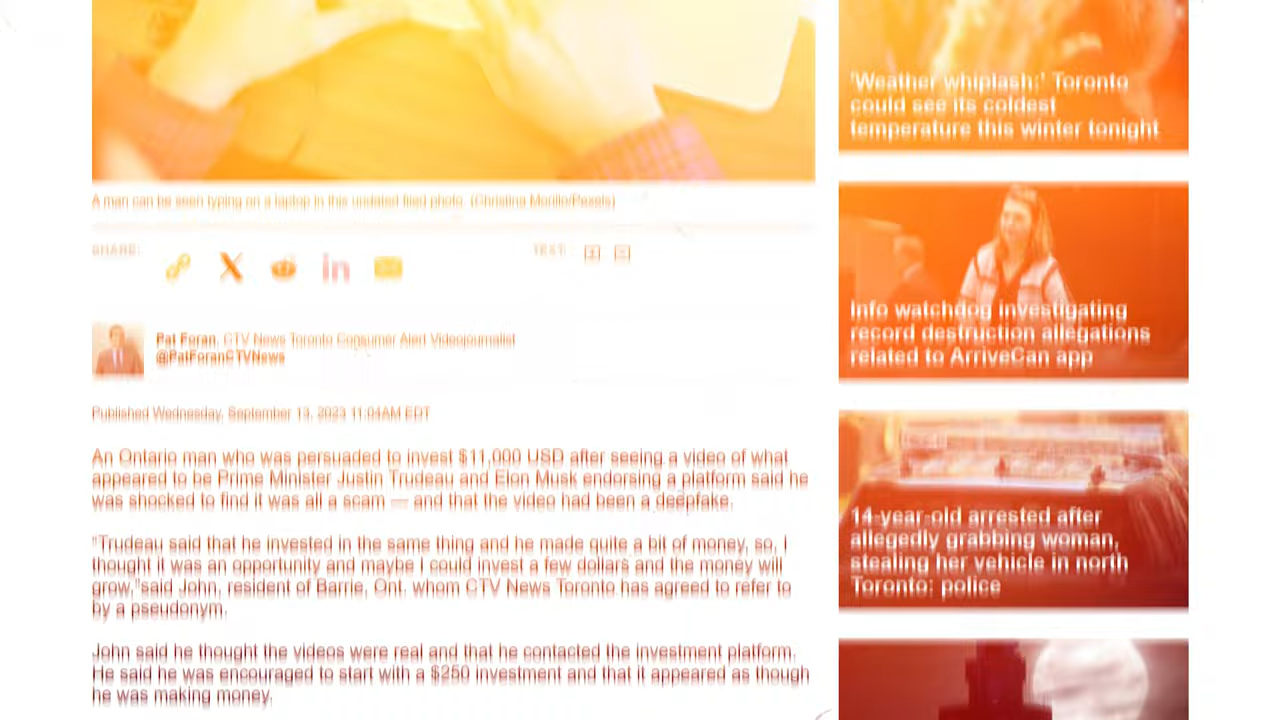 A man can be seen typing on a laptop in this undated filed photo. (Christina Morillo/Pexels)
SHARE:
TEXT:
Pat Foran, CTV News Toronto Consumer Alert Videojournalist
@PatForanCTVNews
Published Wednesday, September 13, 2023 11:04AM EDT
An Ontario man who was persuaded to invest $11,000 USD after seeing a video of what
appeared to be Prime Minister Justin Trudeau and Elon Musk endorsing a platform said he
was shocked to find it was all a scam — and that the video had been a deepfake.
"Trudeau said that he invested in the same thing and he made quite a bit of money, so, I
thought it was an opportunity and maybe I could invest a few dollars and the money will
grow,"said John, resident of Barrie, Ont. whom CTV News Toronto has agreed to refer to
by a pseudonym.
John said he thought the videos were real and that he contacted the investment platform.
He said he was encouraged to start with a $250 investment and that it appeared as though
he was making money.
'Weather whiplash:' Toronto
could see its coldest
temperature this winter tonight
Info watchdog investigating
record destruction allegations
related to ArriveCan app
14-year-old arrested after
allegedly grabbing woman,
stealing her vehicle in north
Toronto: police